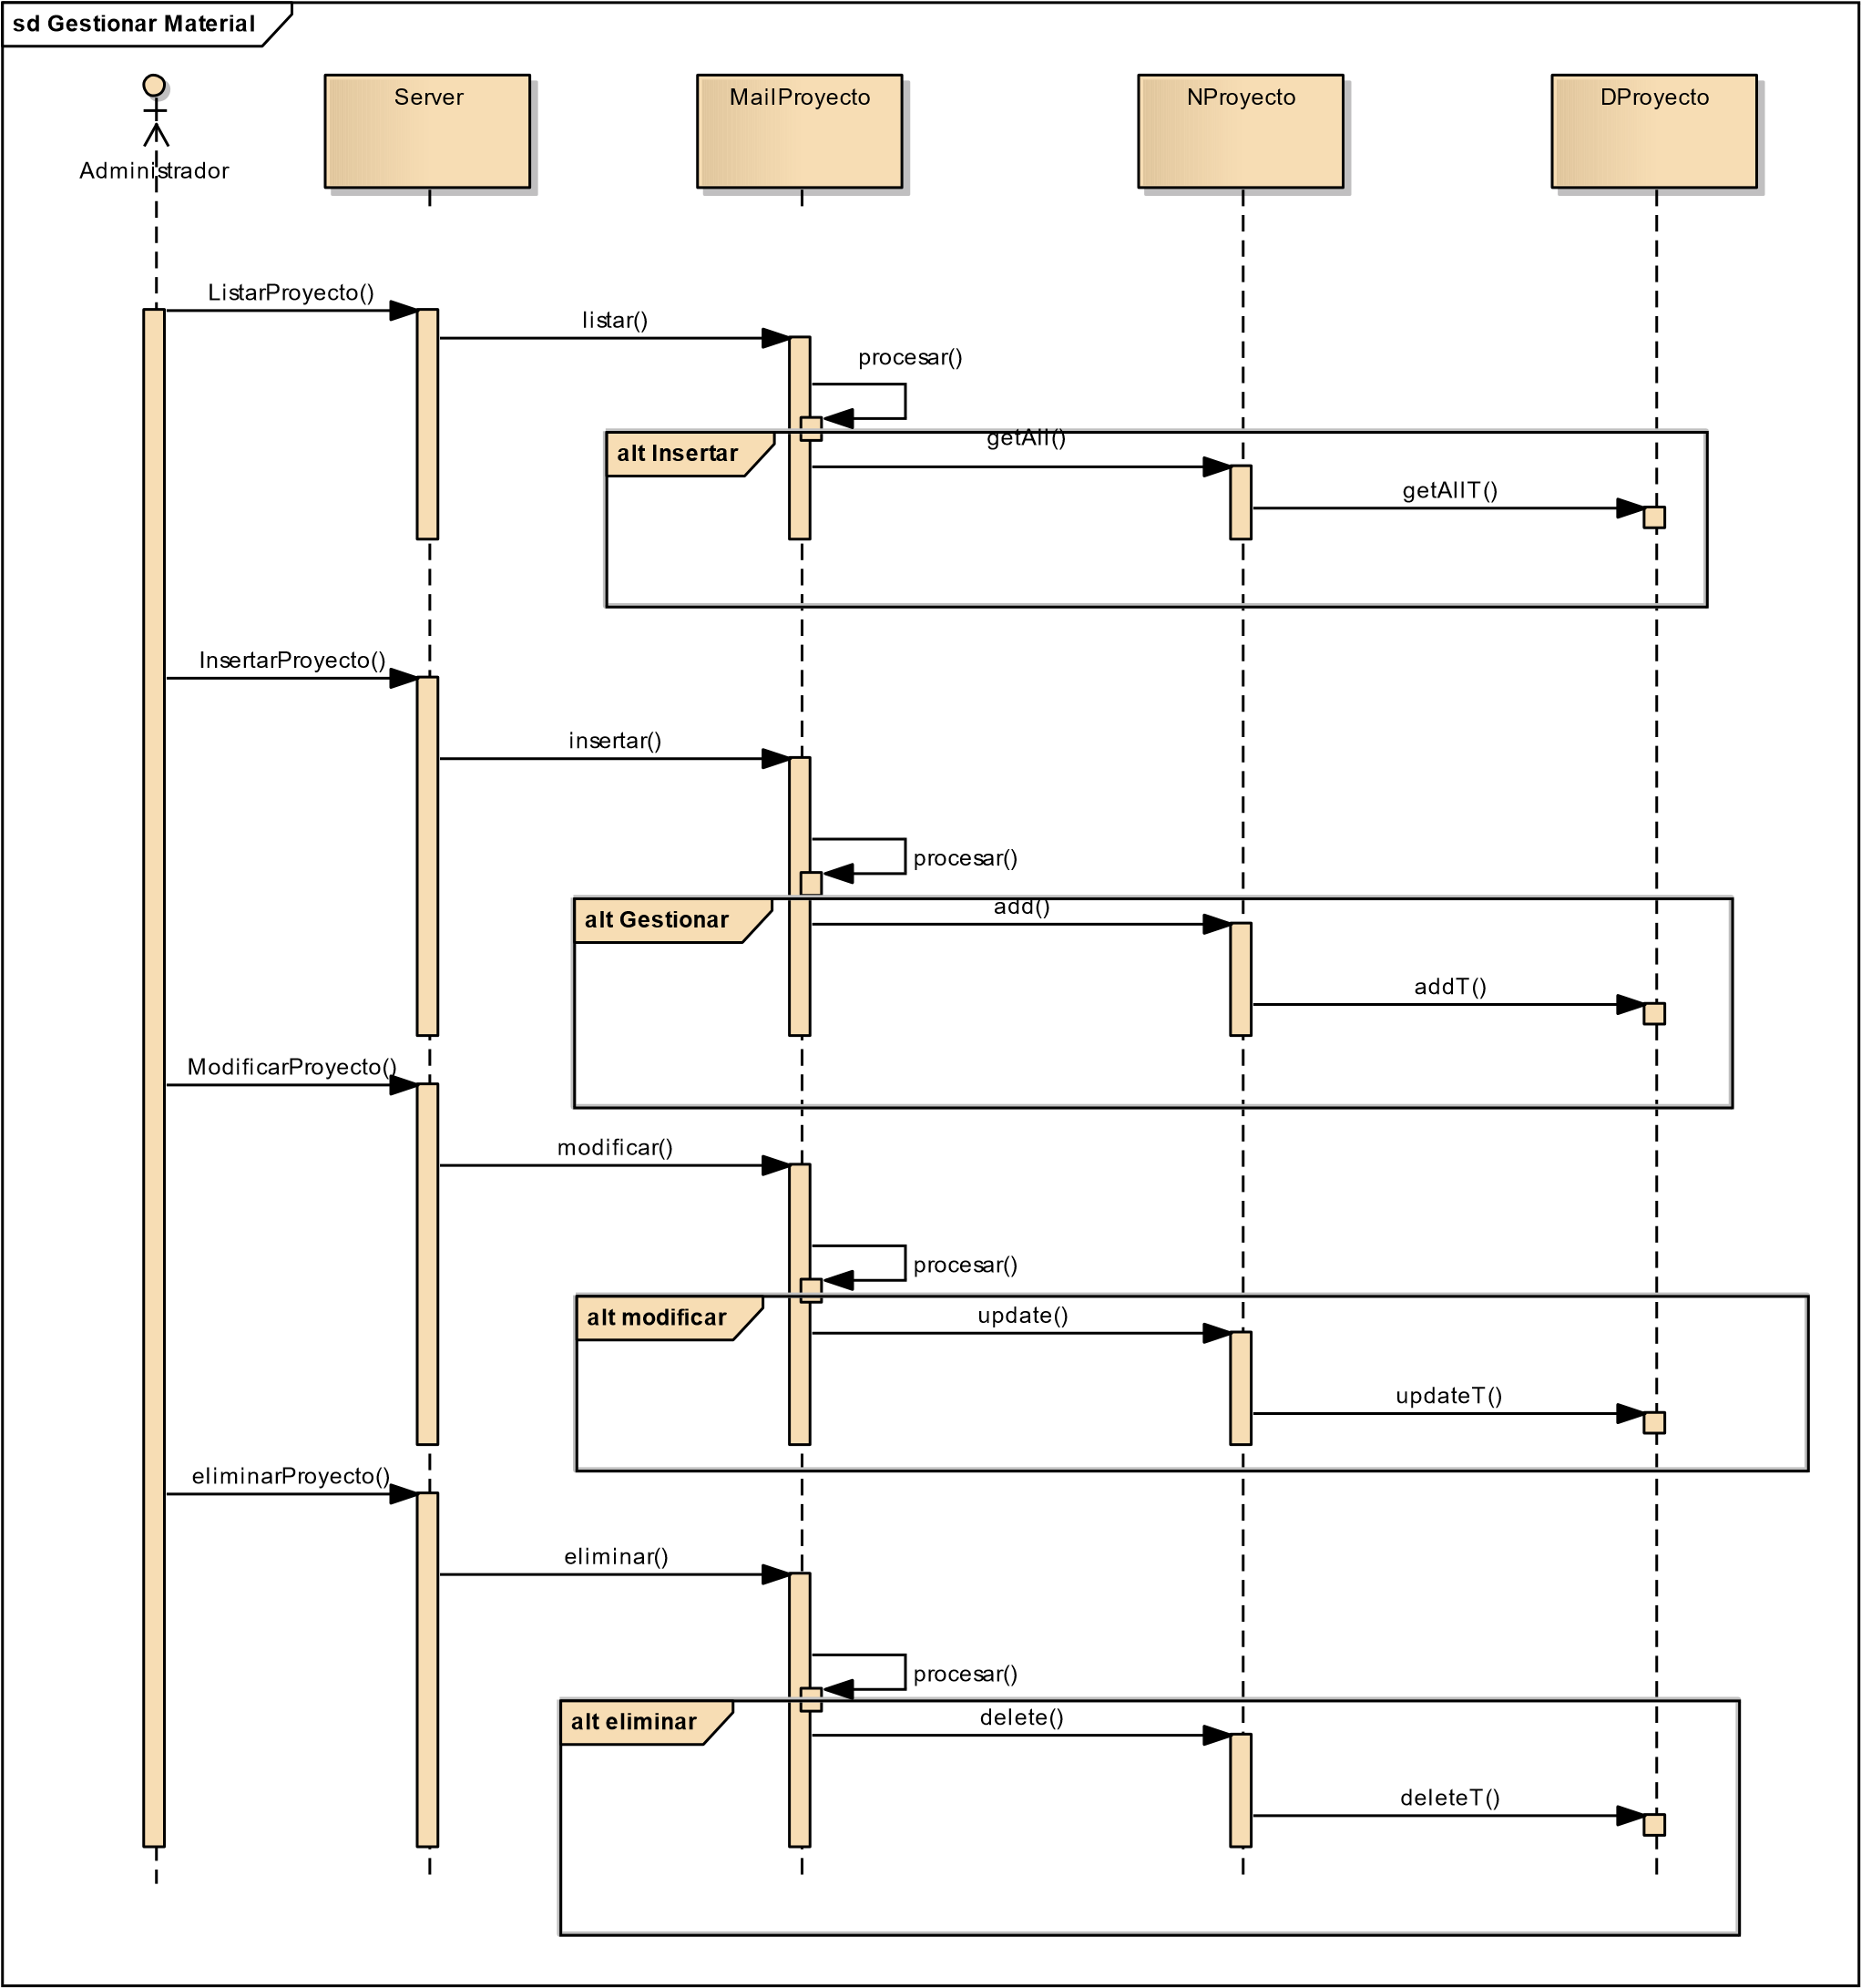 sd Gestionar Material
Administrador
Server
MailProyecto
NProyecto
DProyecto
ListarProyecto()
listar()
procesar()
alt Insertar
getAll()
getAllT()
InsertarProyecto()
insertar()
procesar()
alt Gestionar
add()
addT()
ModificarProyecto()
modificar()
procesar()
alt modificar
update()
updateT()
eliminarProyecto()
eliminar()
procesar()
alt eliminar
delete()
deleteT()